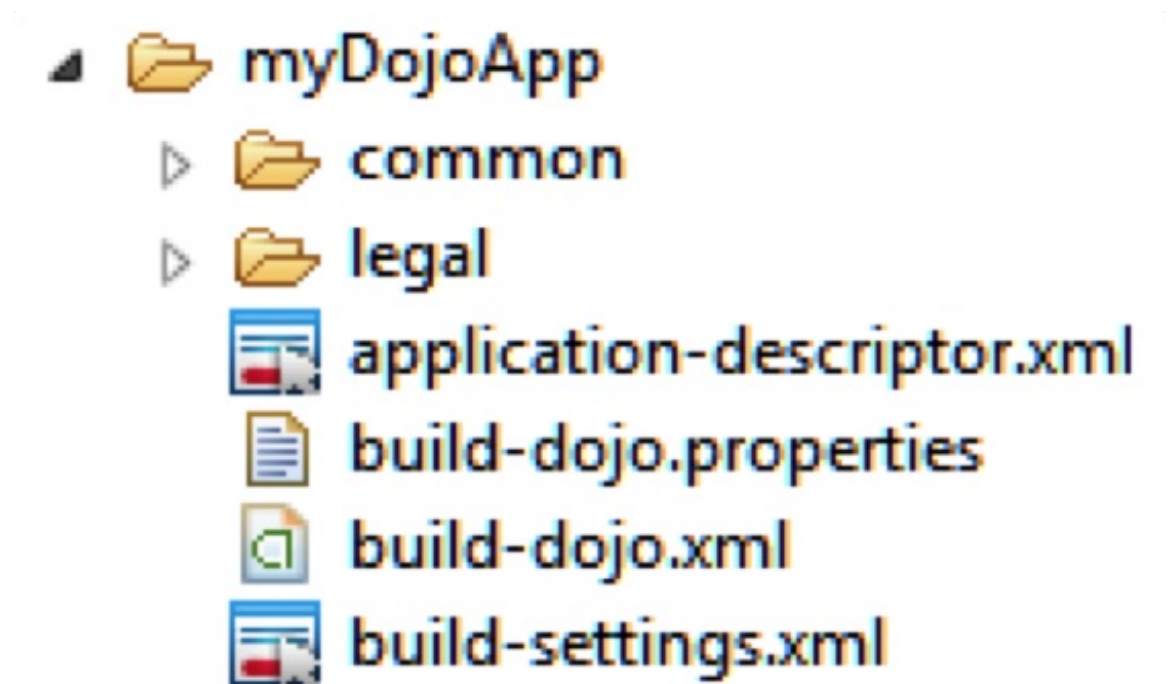 myDojoApp
common
legal
application-descriptor.xml
build-dojo.properties
build-dojo.xml
build-settings.xml